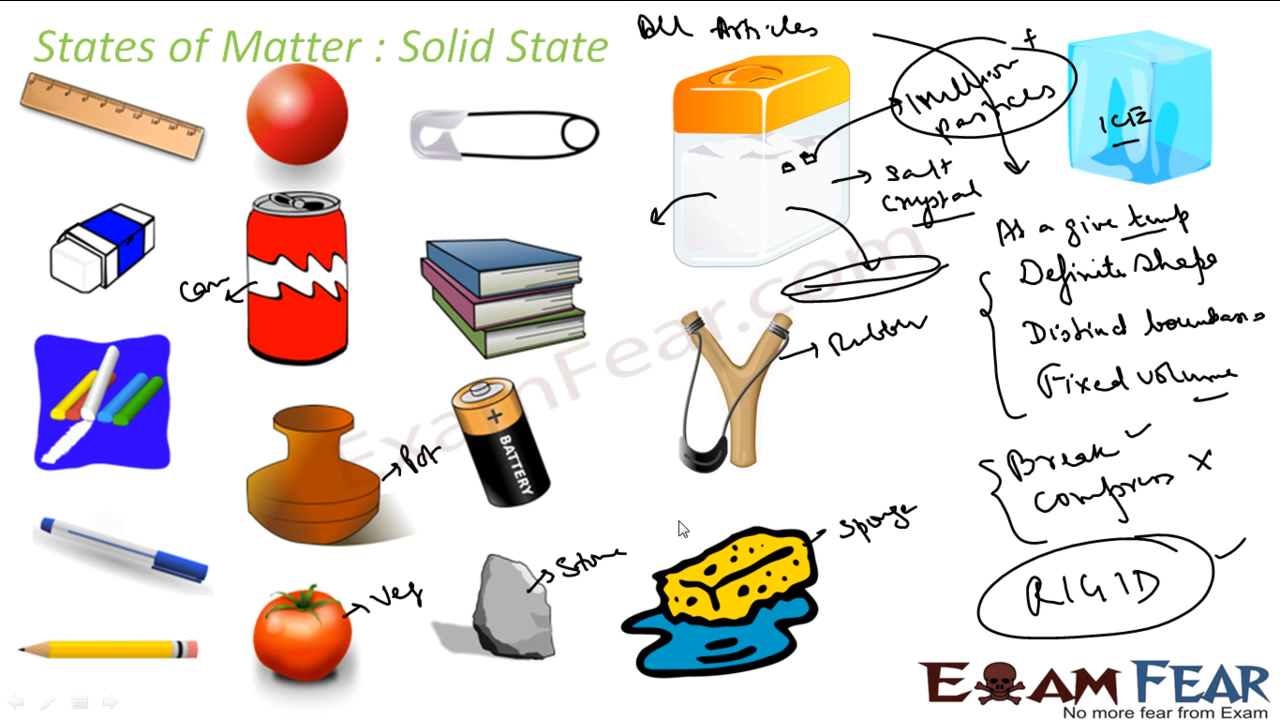 States of Matter : Solid State
All Articles
1 million +
particles
ICE
Salt
Crystal
At a give temp
Definite Shape
Distinct boundaries
Fixed volume
Can
Rubber
BATTERY
Pot
Break
Compress X
Sponge
Stone
Veg
RIGID
ExamFear.com
EXAM FEAR
No more fear from Exam